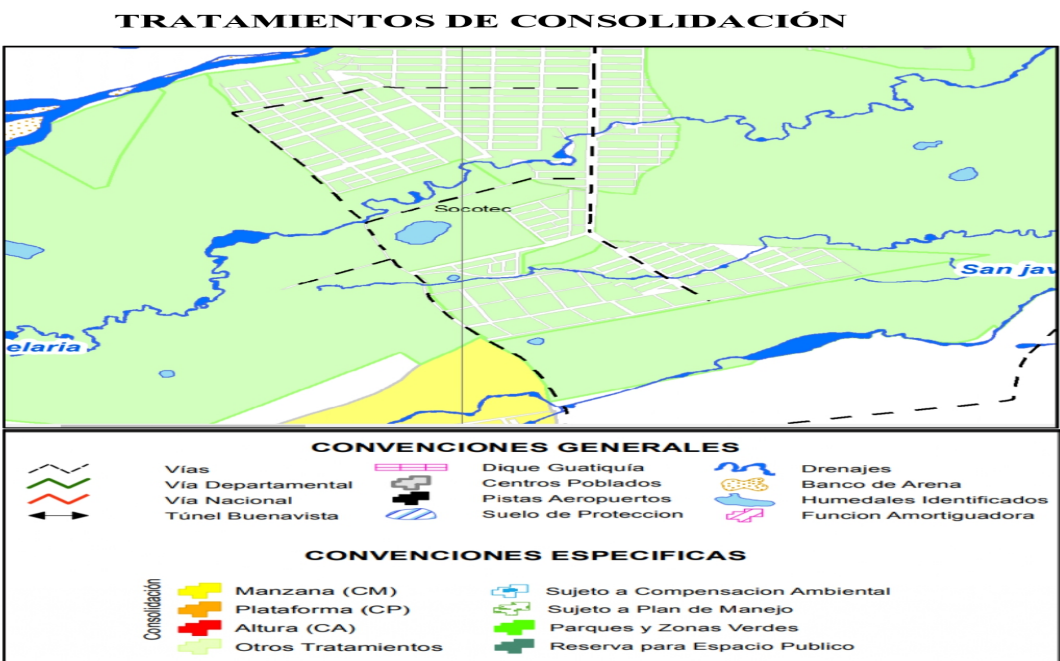 TRATAMIENTOS DE CONSOLIDACIÓN
Socotec
San jav
elaria
CONVENCIONES GENERALES
Vías
Vía Departamental
Vía Nacional
Túnel Buenavista
Dique Guatiquía
Centros Poblados
Pistas Aeropuertos
Suelo de Proteccion
Drenajes
Banco de Arena
Humedales Identificados
Funcion Amortiguadora
CONVENCIONES ESPECIFICAS
Consolidación
Manzana (CM)
Plataforma (CP)
Altura (CA)
Otros Tratamientos
Sujeto a Compensacion Ambiental
Sujeto a Plan de Manejo
Parques y Zonas Verdes
Reserva para Espacio Publico